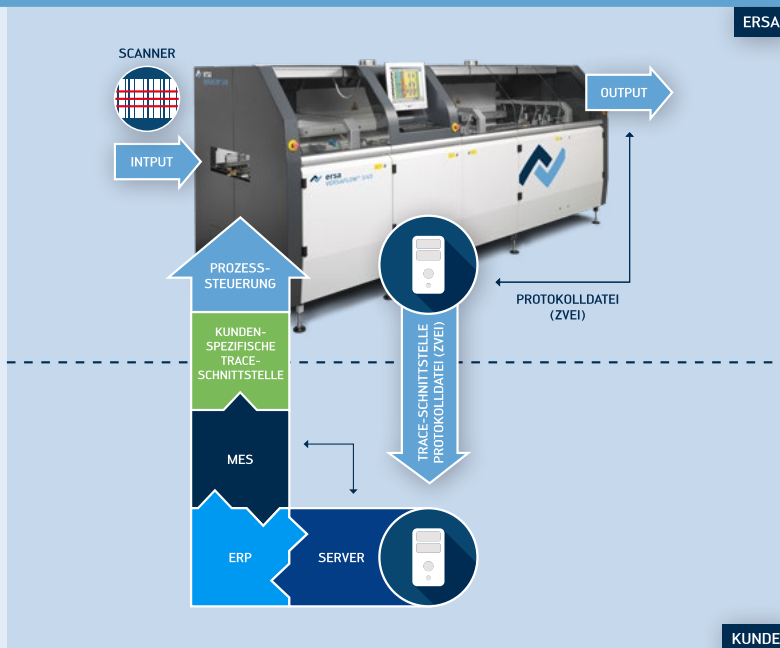 ERSA
SCANNER
OUTPUT
INTPUT
ersa
VERSAFLOW
PROZESS-
STEUERUNG
PROTOKOLLDATEI
(ZVEI)
KUNDEN-
SPEZIFISCHE
TRACE-
SCHNITTSTELLE
TRACE-SCHNITTSTELLE
PROTOKOLLDATEI (ZVEI)
MES
ERP
SERVER
KUNDE